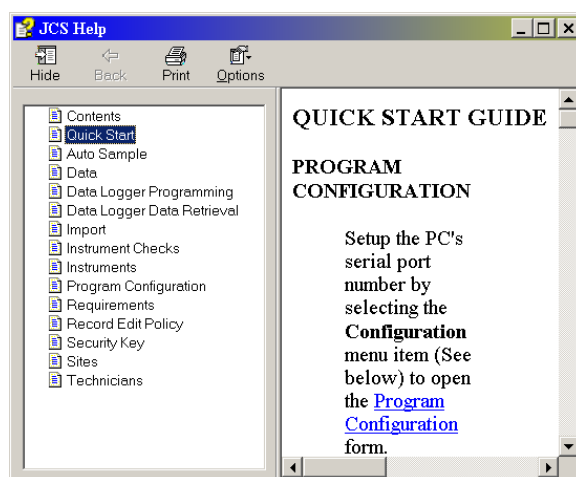 JCS Help
Hide Back Print Options
Contents
Quick Start
Auto Sample
Data
Data Logger Programming
Data Logger Data Retrieval
Import
Instrument Checks
Instruments
Program Configuration
Requirements
Record Edit Policy
Security Key
Sites
Technicians
QUICK START GUIDE
PROGRAM
CONFIGURATION
Setup the PC's
serial port
number by
selecting the
Configuration
menu item (See
below) to open
the Program
Configuration
form.